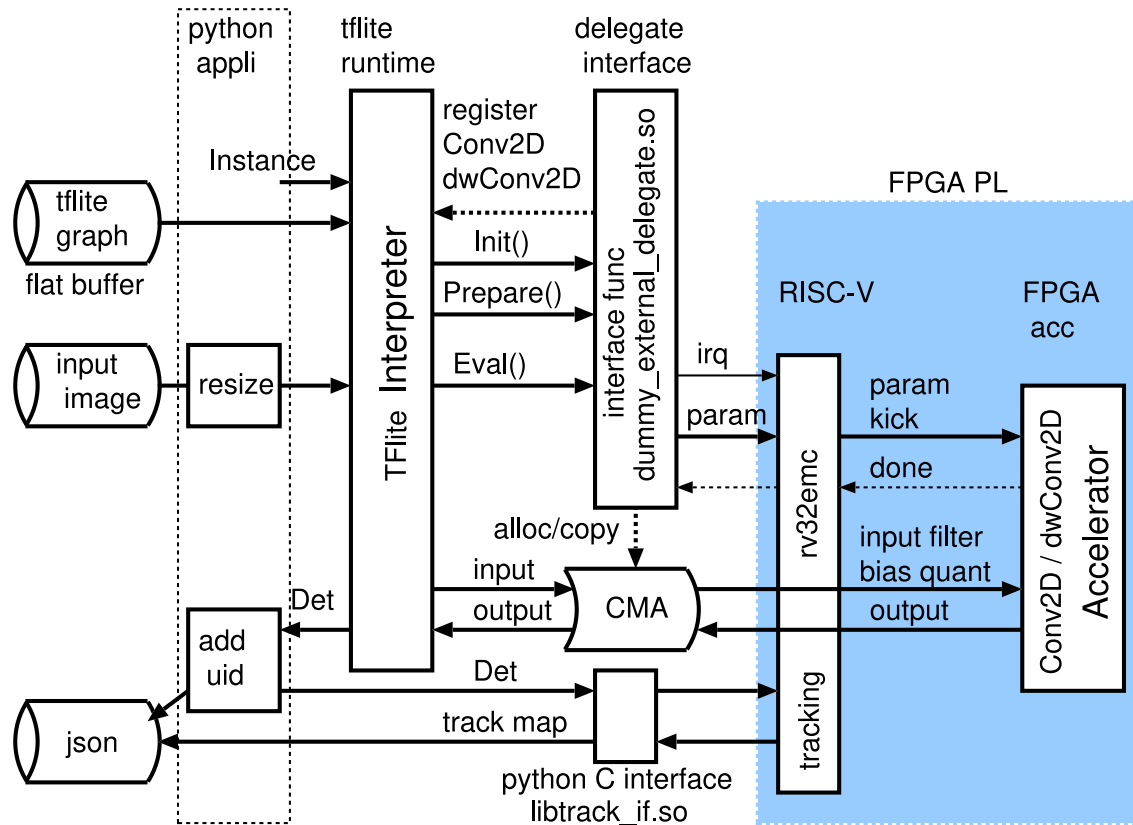 python
appli
tflite
runtime
delegate
interface
register
Conv2D
dwConv2D
Instance
tflite
graph
flat buffer
Init()
Prepare()
Eval()
input
image
resize
TFlite Interpreter
interface func
dummy_external_delegate.so
FPGA PL
RISC-V
FPGA
acc
irq
param
param
kick
done
rv32emc
tracking
Conv2D / dwConv2D
Accelerator
alloc/copy
input
output
CMA
input filter
bias quant
output
Det
add
uid
Det
track map
json
python C interface
libtrack_if.so